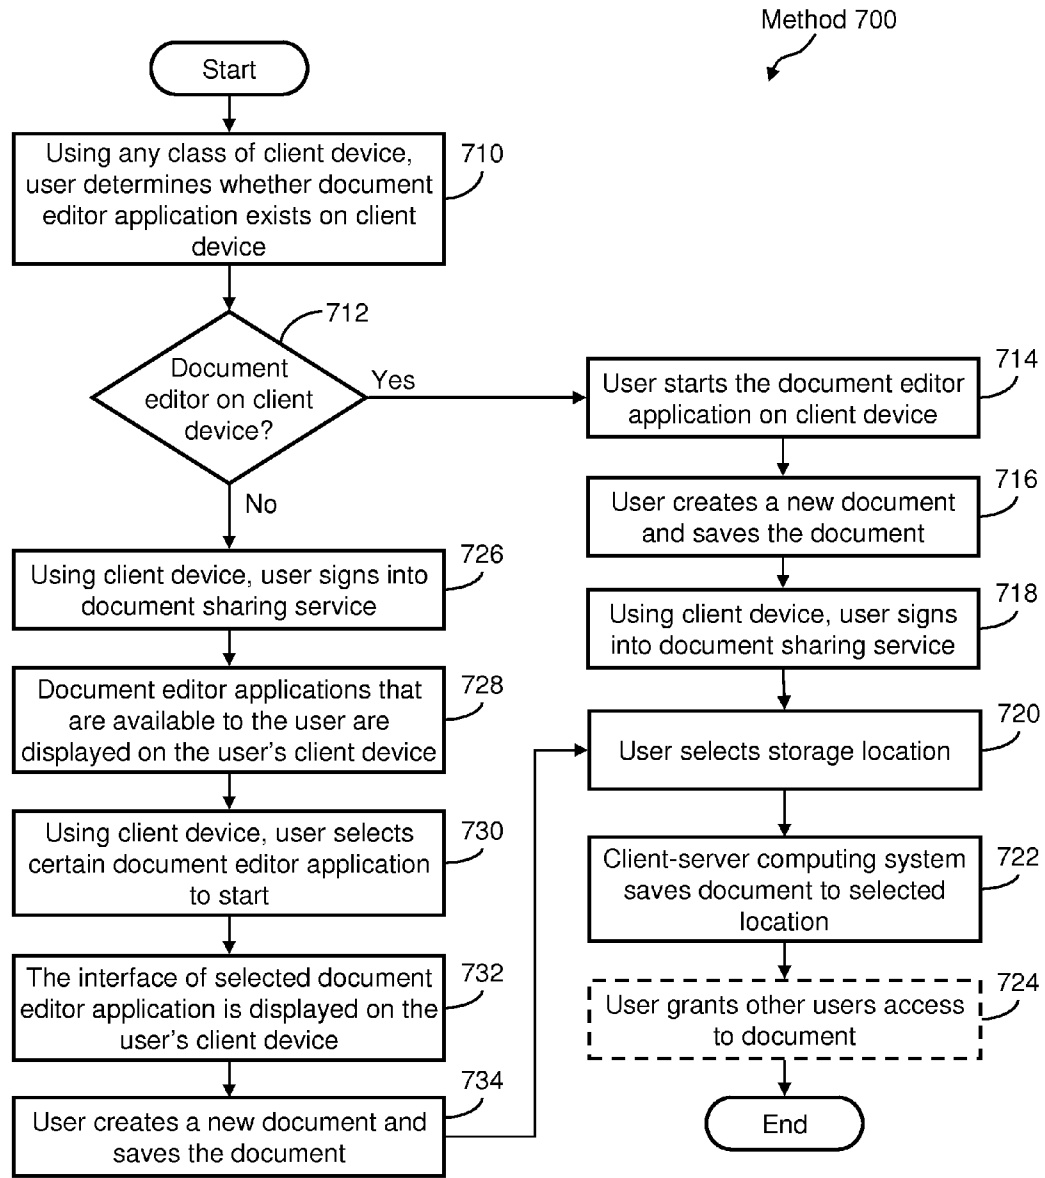 Method 700
Start
Using any class of client device,
user determines whether document
editor application exists on client
device
710
712
Document
editor on client
device?
Yes
No
714
User starts the document editor
application on client device
716
User creates a new document
and saves the document
718
Using client device, user signs
into document sharing service
720
User selects storage location
722
Client-server computing system
saves document to selected
location
724
User grants other users access
to document
End
726
Using client device, user signs into
document sharing service
728
Document editor applications that
are available to the user are
displayed on the user's client device
730
Using client device, user selects
certain document editor application
to start
732
The interface of selected document
editor application is displayed on the
user's client device
734
User creates a new document and
saves the document